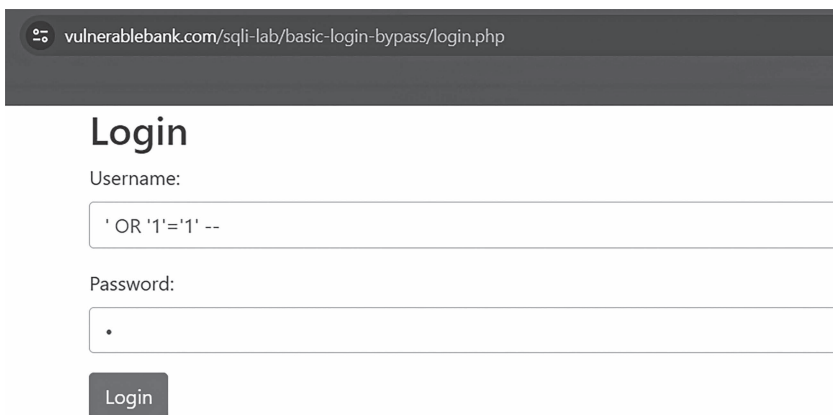 vulnerablebank.com/sqli-lab/basic-login-bypass/login.php
Login
Username:
' OR '1'='1' --
Password:
•
Login